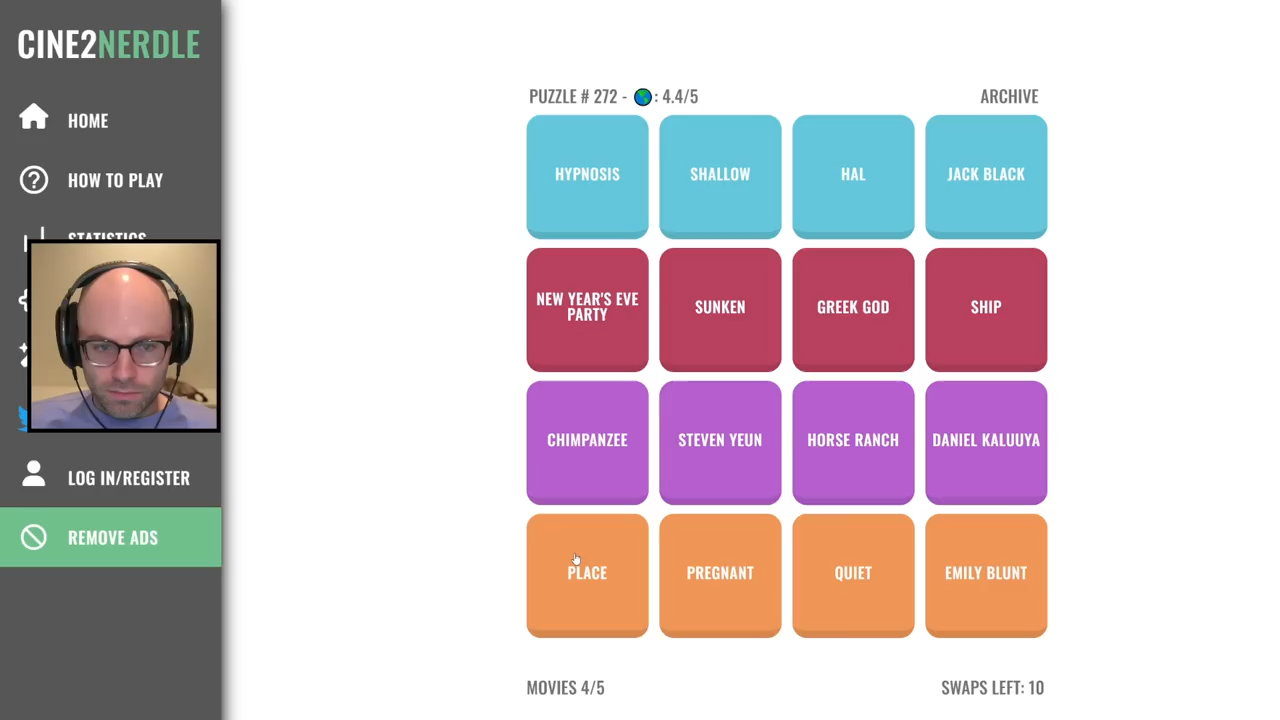 CINE2NERDLE
HOME
HOW TO PLAY
STATISTICS
LOG IN/REGISTER
REMOVE ADS
PUZZLE # 272 - : 4.4/5
ARCHIVE
HYPNOSIS
SHALLOW
HAL
JACK BLACK
NEW YEAR'S EVE
PARTY
SUNKEN
GREEK GOD
SHIP
CHIMPANZEE
STEVEN YEUN
HORSE RANCH
DANIEL KALUUYA
PLACE
PREGNANT
QUIET
EMILY BLUNT
MOVIES 4/5
SWAPS LEFT: 10